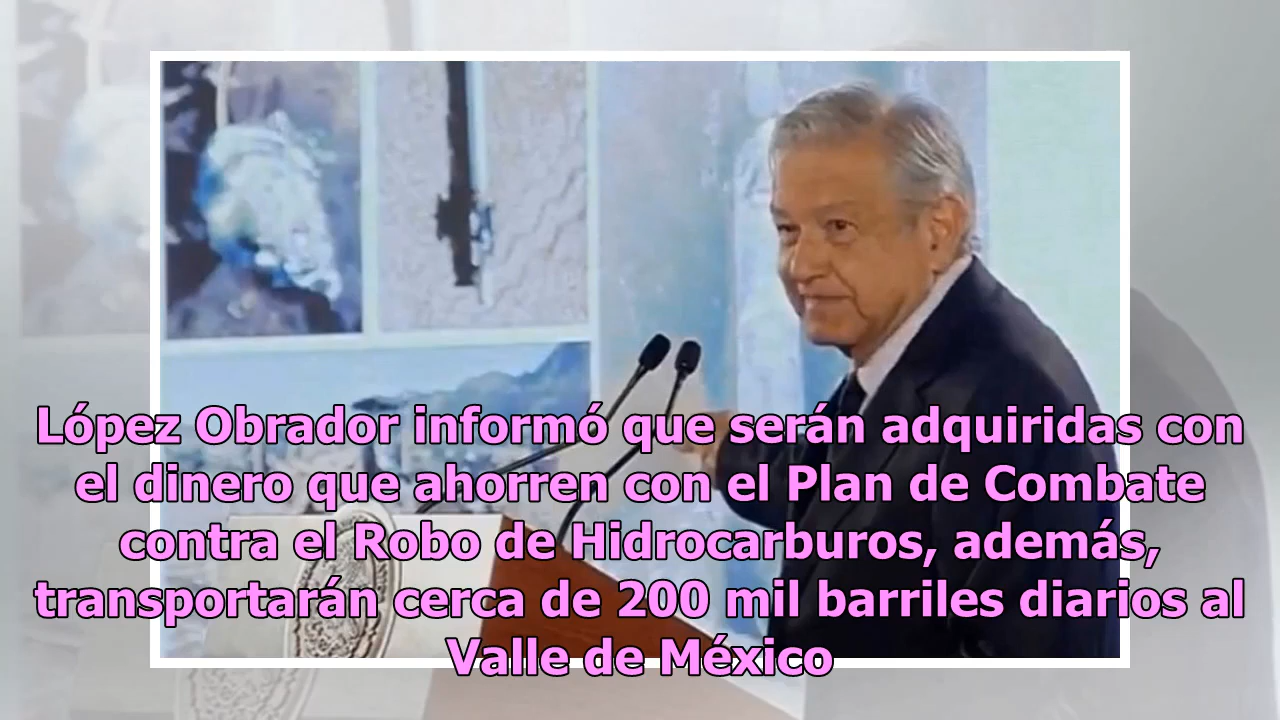 López Obrador informó que serán adquiridas con
el dinero que ahorren con el Plan de Combate
contra el Robo de Hidrocarburos, además,
transportarán cerca de 200 mil barriles diarios al
Valle de México